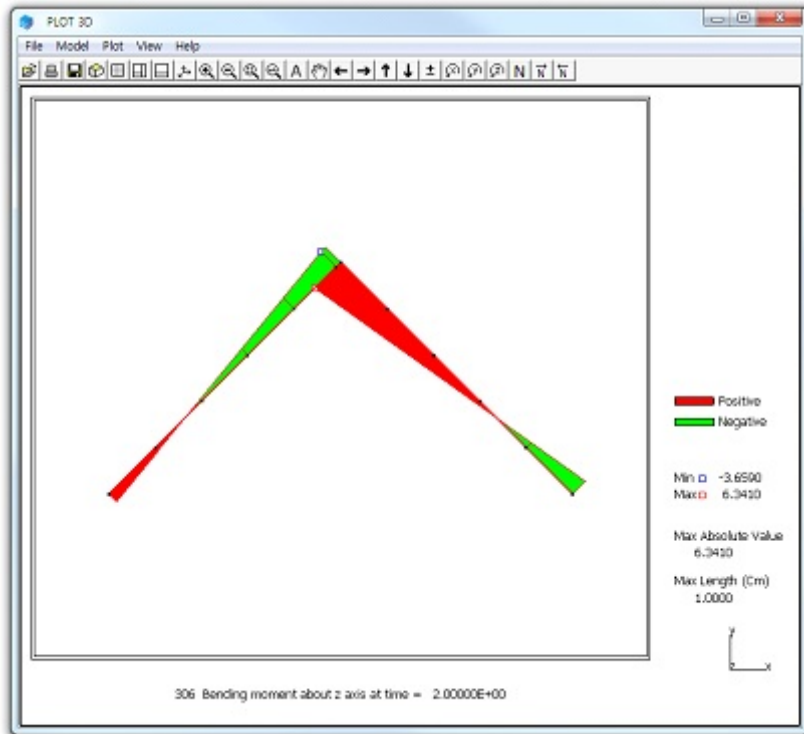 PLOT 3D
File Model Plot View Help
A N N N
Positive
Negative
Min -3.6590
Max 6.3410
Max Absolute Value
6.3410
Max Length (Cm)
1.0000
y
z x
306 Bending moment about z axis at time = 2.00000E+00